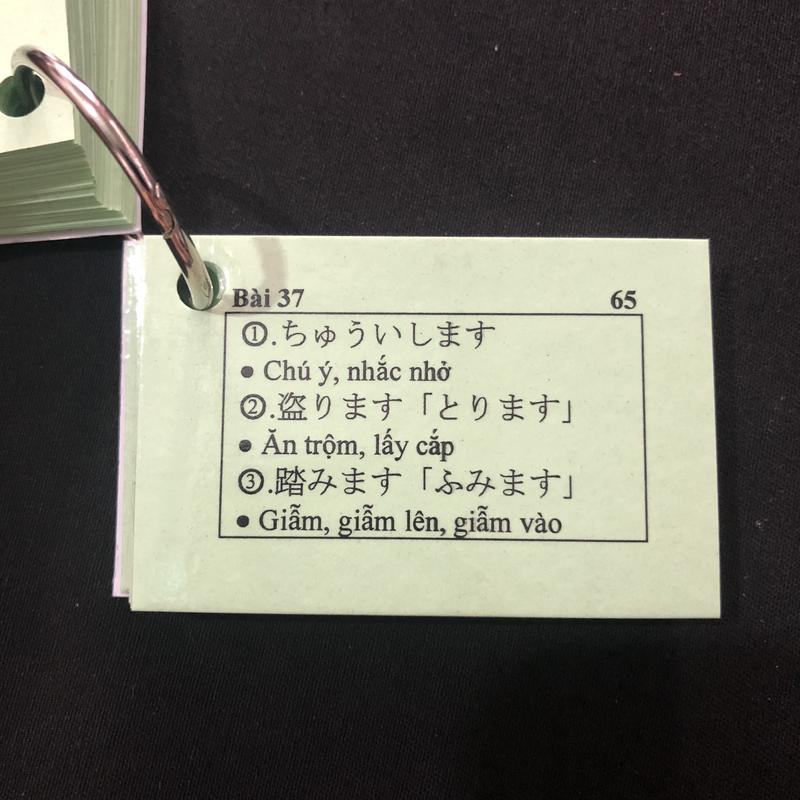 Bài 37 65
①.ちゅういします
● Chú ý, nhắc nhở
②.盗ります「とります」
● Ăn trộm, lấy cắp
③.踏みます「ふみます」
● Giẫm, giẫm lên, giẫm vào